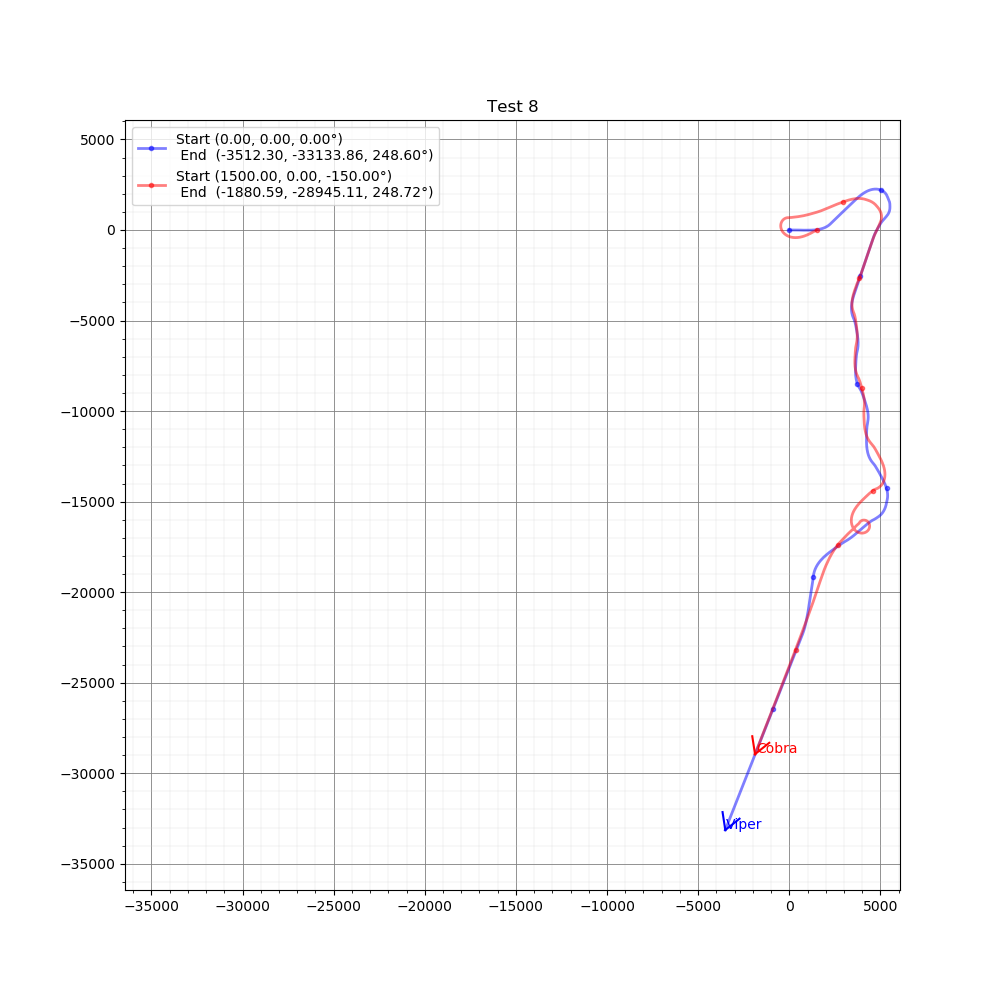 Test 8
Start (0.00, 0.00, 0.00°)
End (-3512.30, -33133.86, 248.60°)
Start (1500.00, 0.00, -150.00°)
End (-1880.59, -28945.11, 248.72°)
5000
0
−5000
−10000
−15000
−20000
−25000
−30000
−35000
Cobra
Viper
−35000 −30000 −25000 −20000 −15000 −10000 −5000 0 5000